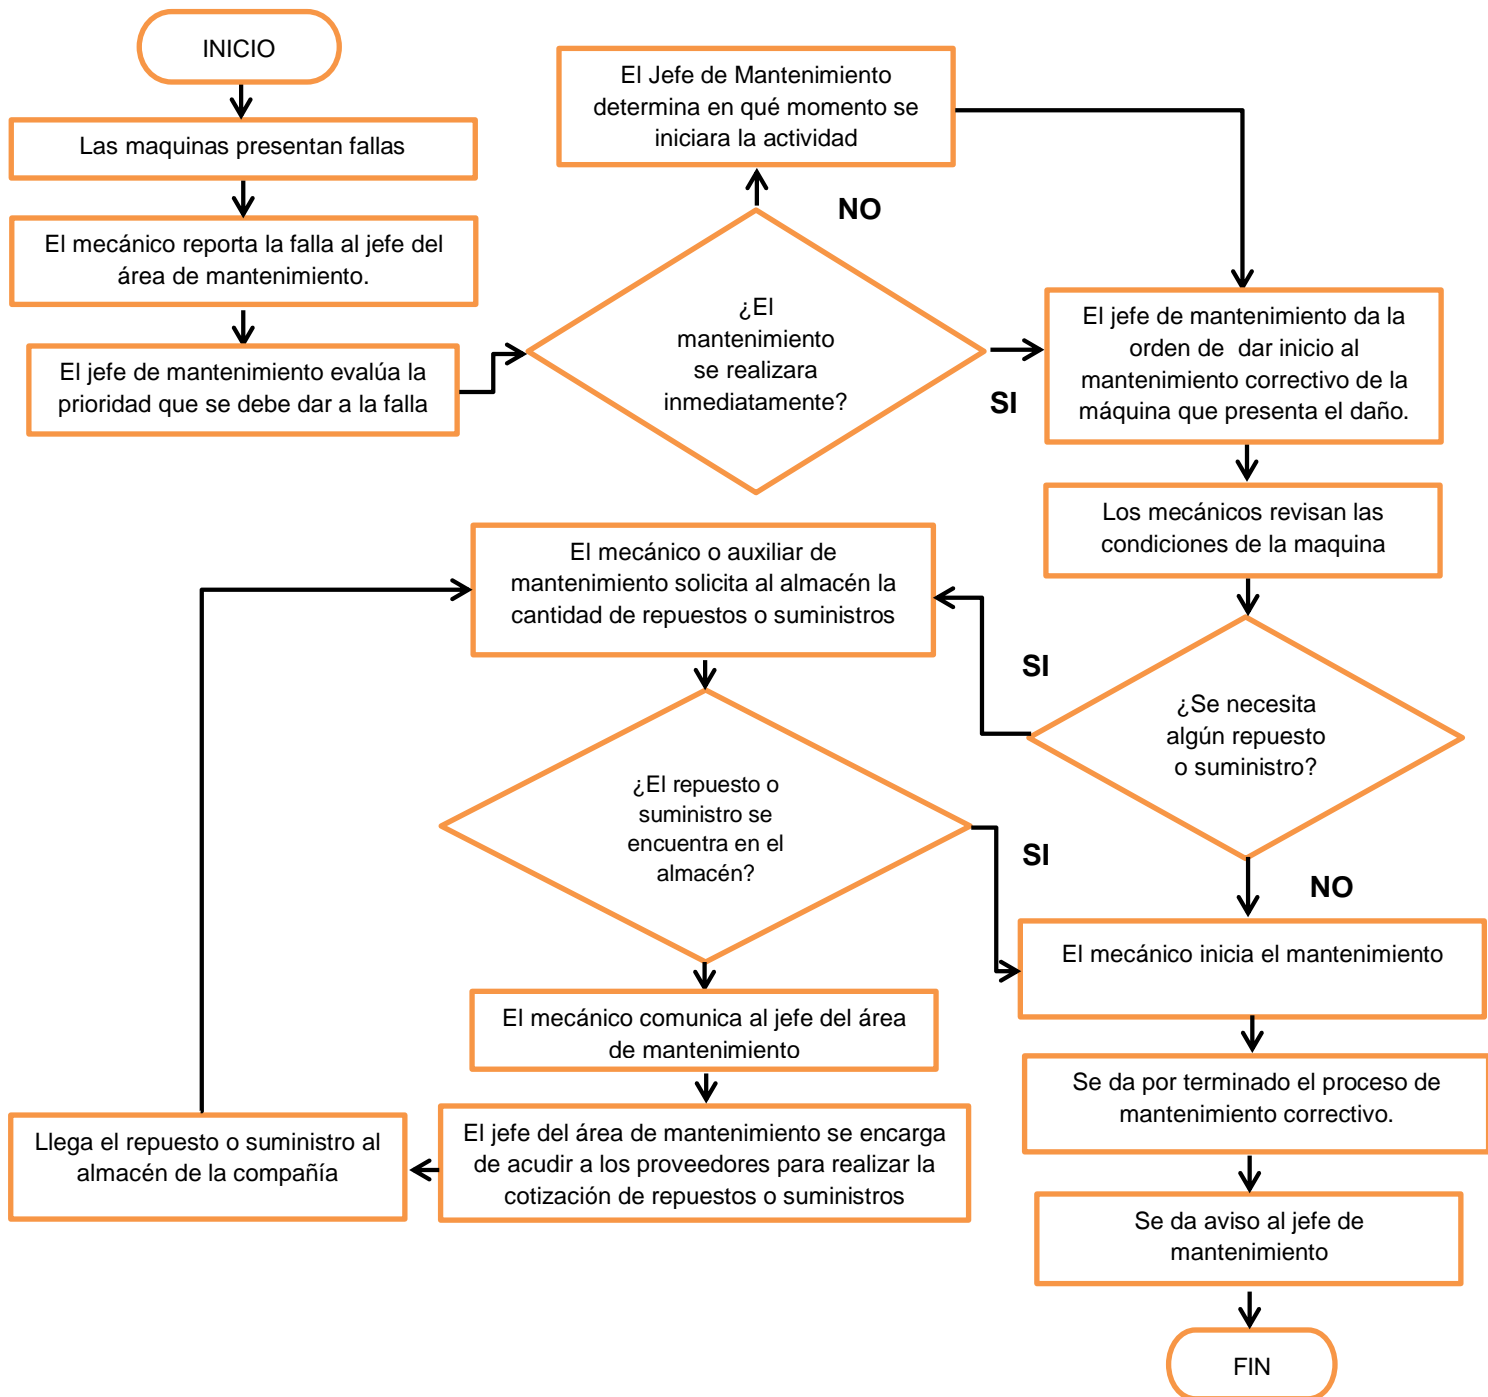 INICIO
Las maquinas presentan fallas
El mecánico reporta la falla al jefe del
área de mantenimiento.
El jefe de mantenimiento evalúa la
prioridad que se debe dar a la falla
¿El
mantenimiento
se realizara
inmediatamente?
NO
El Jefe de Mantenimiento
determina en qué momento se
iniciara la actividad
SI
El jefe de mantenimiento da la
orden de  dar inicio al
mantenimiento correctivo de la
máquina que presenta el daño.
Los mecánicos revisan las
condiciones de la maquina
¿Se necesita
algún repuesto
o suministro?
SI
El mecánico o auxiliar de
mantenimiento solicita al almacén la
cantidad de repuestos o suministros
¿El repuesto o
suministro se
encuentra en el
almacén?
SI
NO
El mecánico comunica al jefe del área
de mantenimiento
El jefe del área de mantenimiento se encarga
de acudir a los proveedores para realizar la
cotización de repuestos o suministros
Llega el repuesto o suministro al
almacén de la compañía
El mecánico inicia el mantenimiento
Se da por terminado el proceso de
mantenimiento correctivo.
Se da aviso al jefe de
mantenimiento
FIN